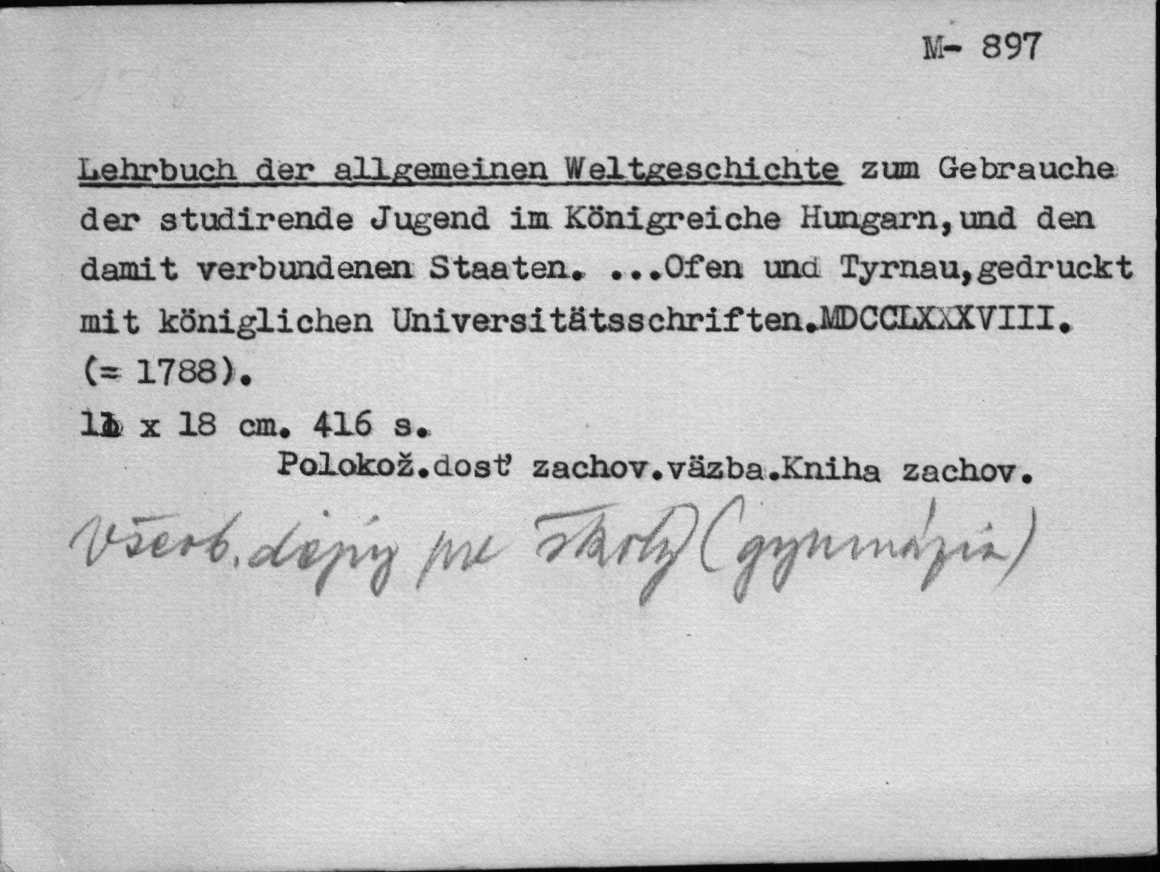 M- 897
Lehrbuch der allgemeinen Weltgeschichte zum Gebrauche
der studirende Jugend im Königreiche Hungarn,und den
damit verbundenen Staaten. ...Ofen und Tyrnau,gedruckt
mit königlichen Universitätsschriften.MDCCLXXXVIII.
(= 1788).
x 18 cm. 416 s.
Polokož.dosť zachov.väzba.Kniha zachov.
Všeob. dejiny pre školy (gymnázia)